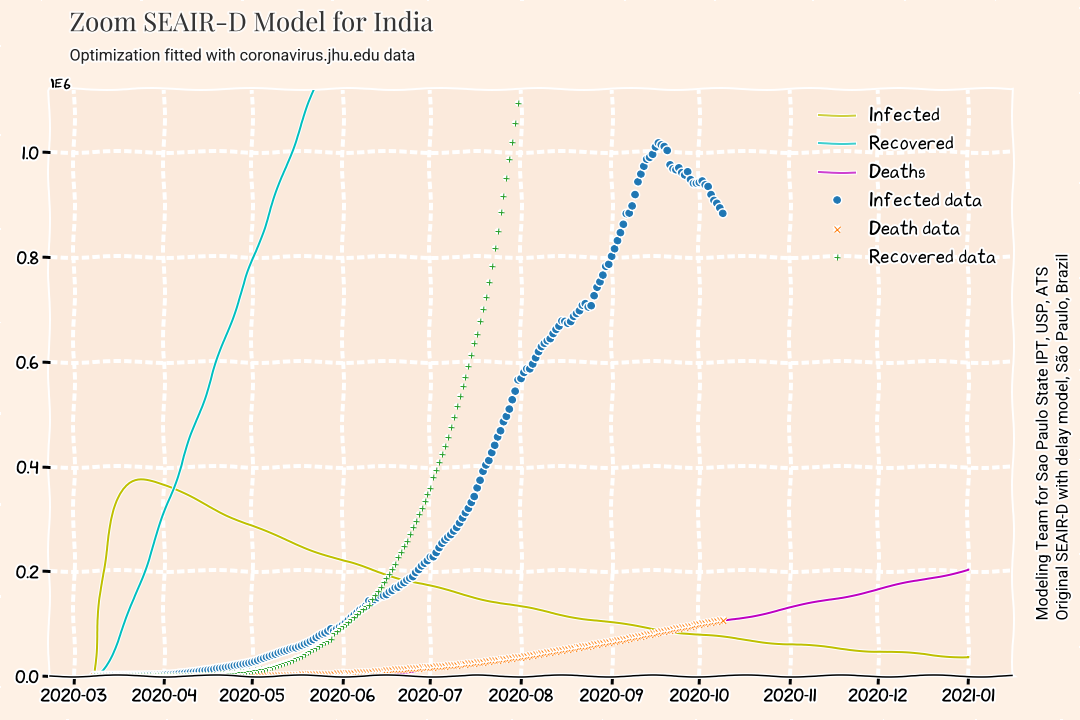 Zoom SEAIR-D Model for India
Optimization fitted with coronavirus.jhu.edu data
1E6
1.0
0.8
0.6
0.4
0.2
0.0
2020-03 2020-04 2020-05 2020-06 2020-07 2020-08 2020-09 2020-10 2020-11 2020-12 2021-01
Infected
Recovered
Deaths
Infected data
Death data
Recovered data
Modeling Team for Sao Paulo State IPT, USP, ATS
Original SEAIR-D with delay model, São Paulo, Brazil